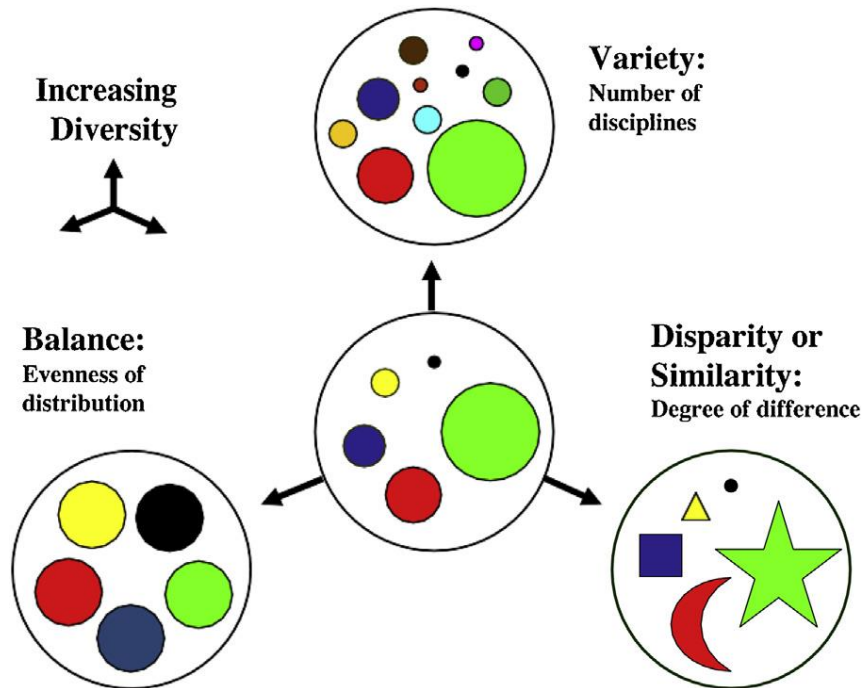 Increasing
Diversity
Variety:
Number of
disciplines
Balance:
Evenness of
distribution
Disparity or
Similarity:
Degree of difference